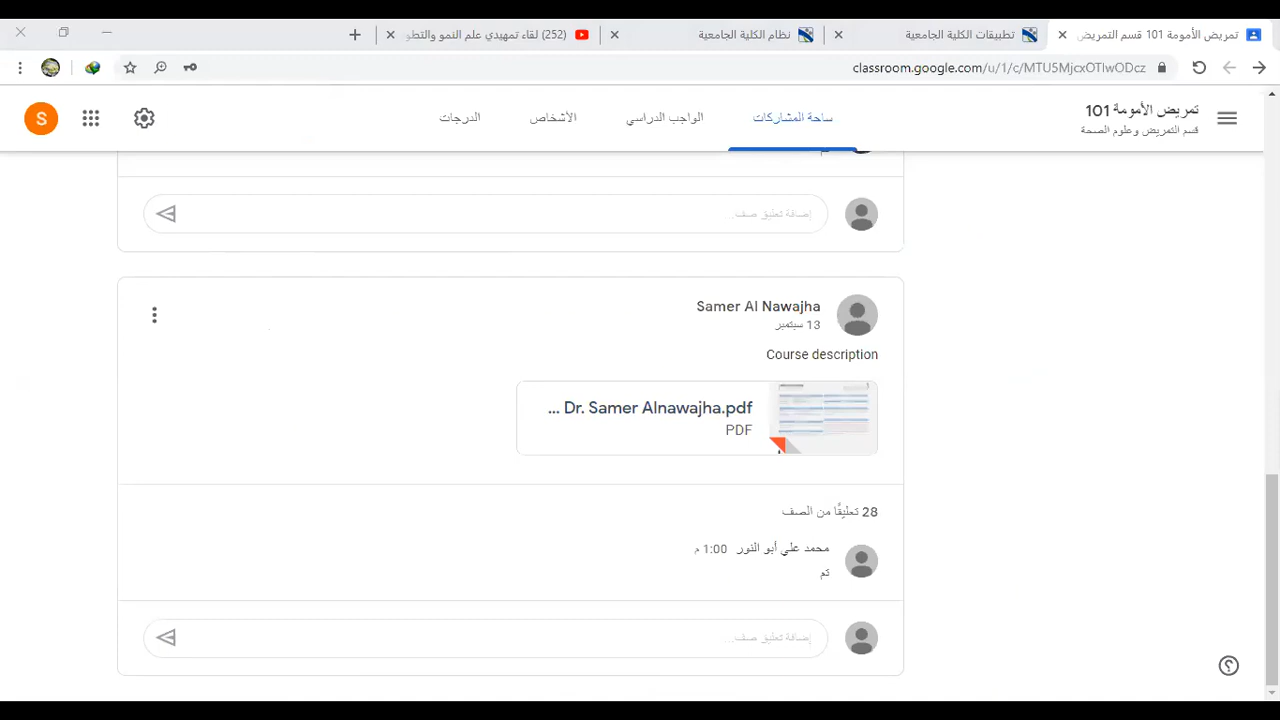 تمريض الأمومة 101 قسم التمريض
تطبيقات الكلية الجامعية
نظام الكلية الجامعية
(252) لقاء تمهيدي علم النمو والتطو
classroom.google.com/u/1/c/MTU5MjcxOTIwODcz
تمريض الأمومة 101
قسم التمريض وعلوم الصحة
ساحة المشاركات
الواجب الدراسي
الأشخاص
الدرجات
S
إضافة تعليق صف...
Samer Al Nawajha
13 سبتمبر
Course description
... Dr. Samer Alnawajha.pdf
PDF
28 تعليقًا من الصف
محمد علي أبو النور 1:00 م
تم
إضافة تعليق صف...